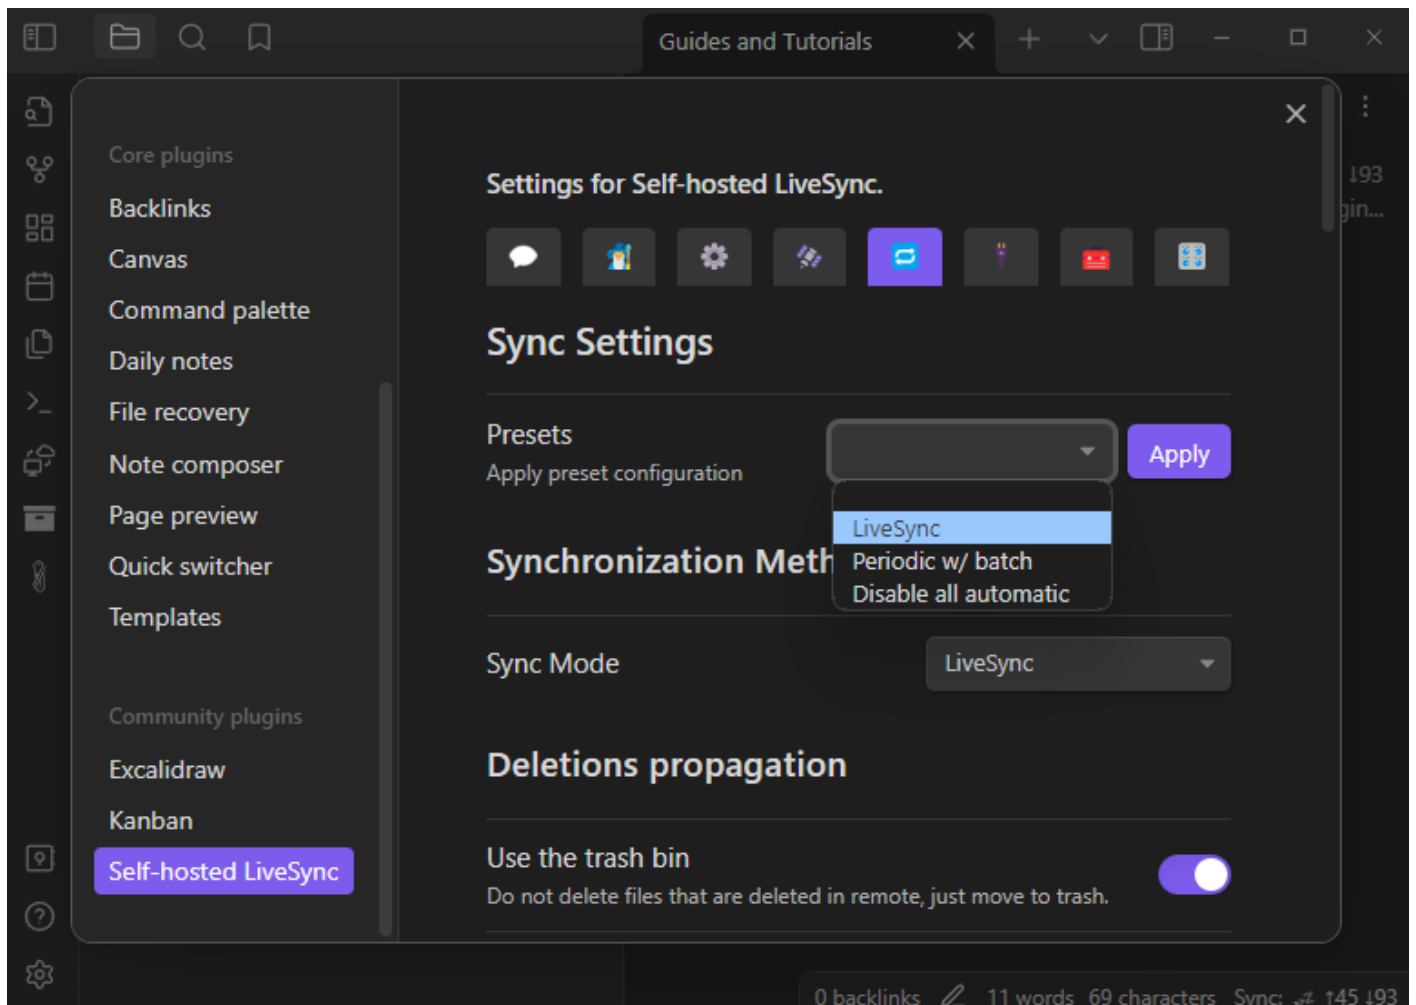 Guides and Tutorials
Core plugins
Backlinks
Canvas
Command palette
Daily notes
File recovery
Note composer
Page preview
Quick switcher
Templates
Community plugins
Excalidraw
Kanban
Self-hosted LiveSync
Settings for Self-hosted LiveSync.
Sync Settings
Presets
Apply preset configuration
Apply
LiveSync
Periodic w/ batch
Disable all automatic
Synchronization Meth
Sync Mode
LiveSync
Deletions propagation
Use the trash bin
Do not delete files that are deleted in remote, just move to trash.
↓93
gin...
0 backlinks 11 words 69 characters Sync: 💤 ↑45 ↓93